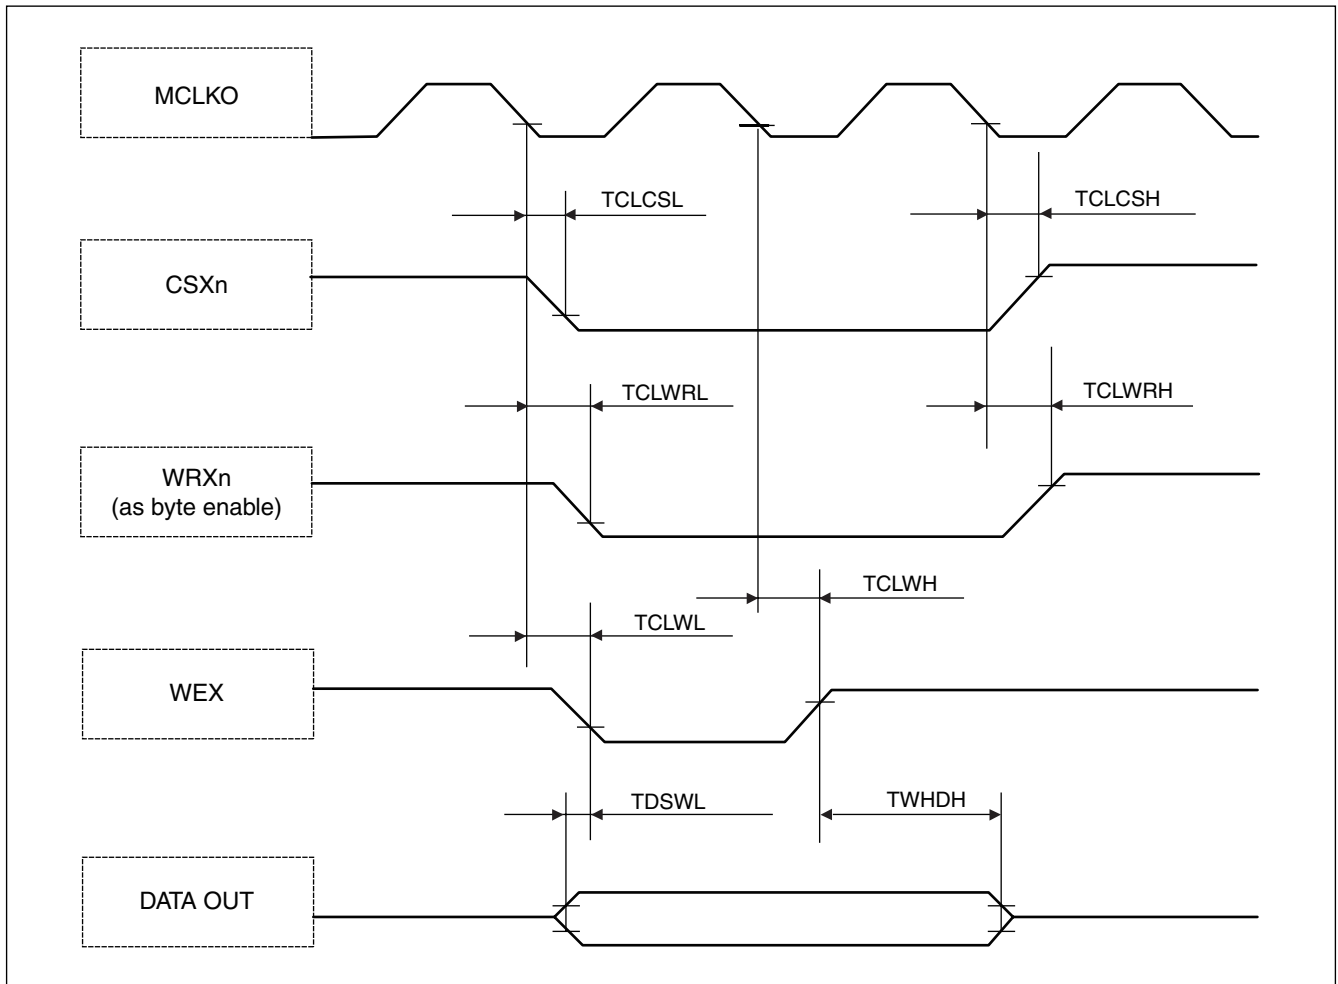 MCLKO
TCLCSL
TCLCSH
CSXn
TCLWRL
TCLWRH
WRXn
(as byte enable)
TCLWH
TCLWL
WEX
TDSWL
TWHDH
DATA OUT